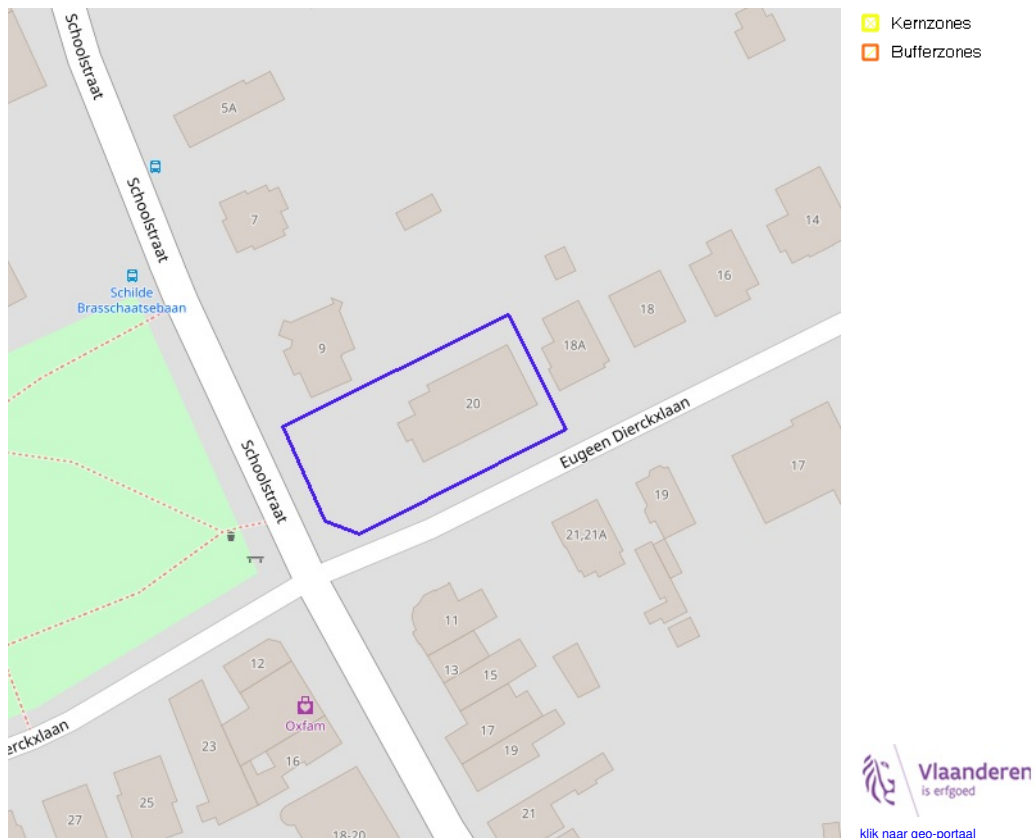 Kernzones
Bufferzones
Schoolstraat
5A
Schoolstraat
7
14
16
Schilde
Brasschaatsebaan
18
9
18A
20
Eugeen Dierckxlaan
Schoolstraat
17
19
21,21A
11
12
13
15
Oxfam
17
erckxlaan
23
19
16
Vlaanderen
is erfgoed
25
27
21
18-20
klik naar geo-portaal